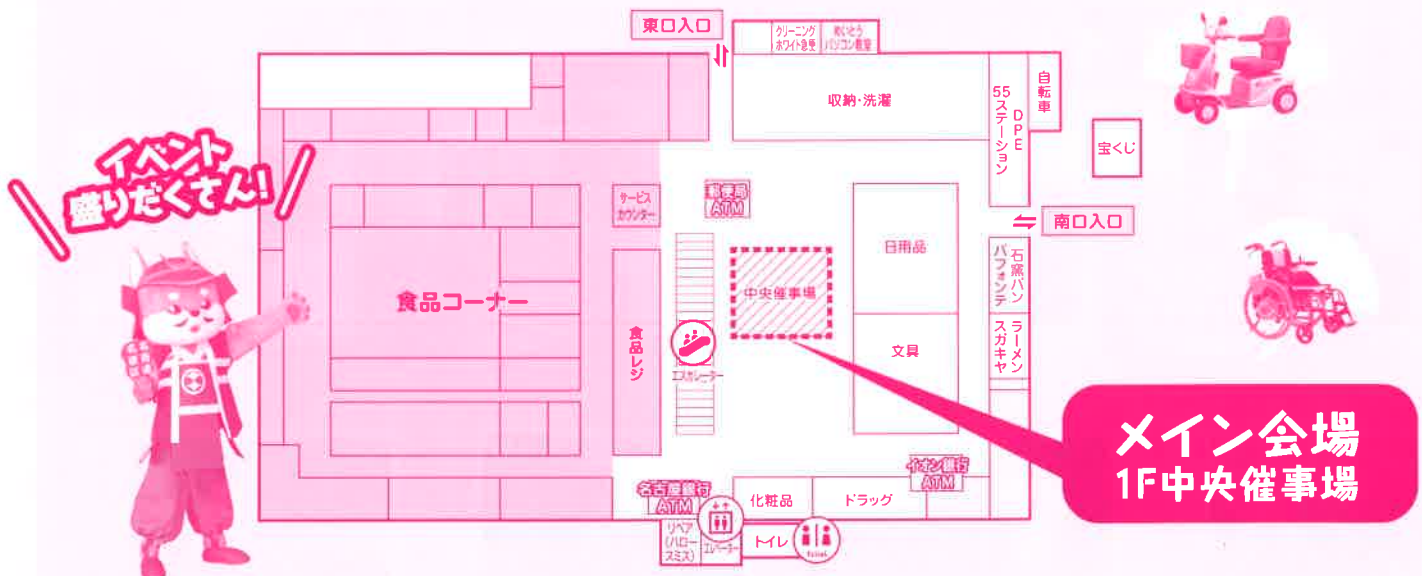 東口入口
クリーニング
ホワイト急便
めいとう
パソコン教室
収納・洗濯
55ステーション
DPE
自転車
宝くじ
イベント
盛りだくさん!
サービス
カウンター
郵便局
ATM
南口入口
日用品
中央催事場
石窯パン
パフォンテ
食品コーナー
食品レジ
エスカレーター
文具
ラーメン
スガキヤ
メイン会場
1F中央催事場
イオン銀行
ATM
名古屋銀行
ATM
化粧品
ドラッグ
リペア
(ハロー
スミス)
エレベーター
トイレ
toilet